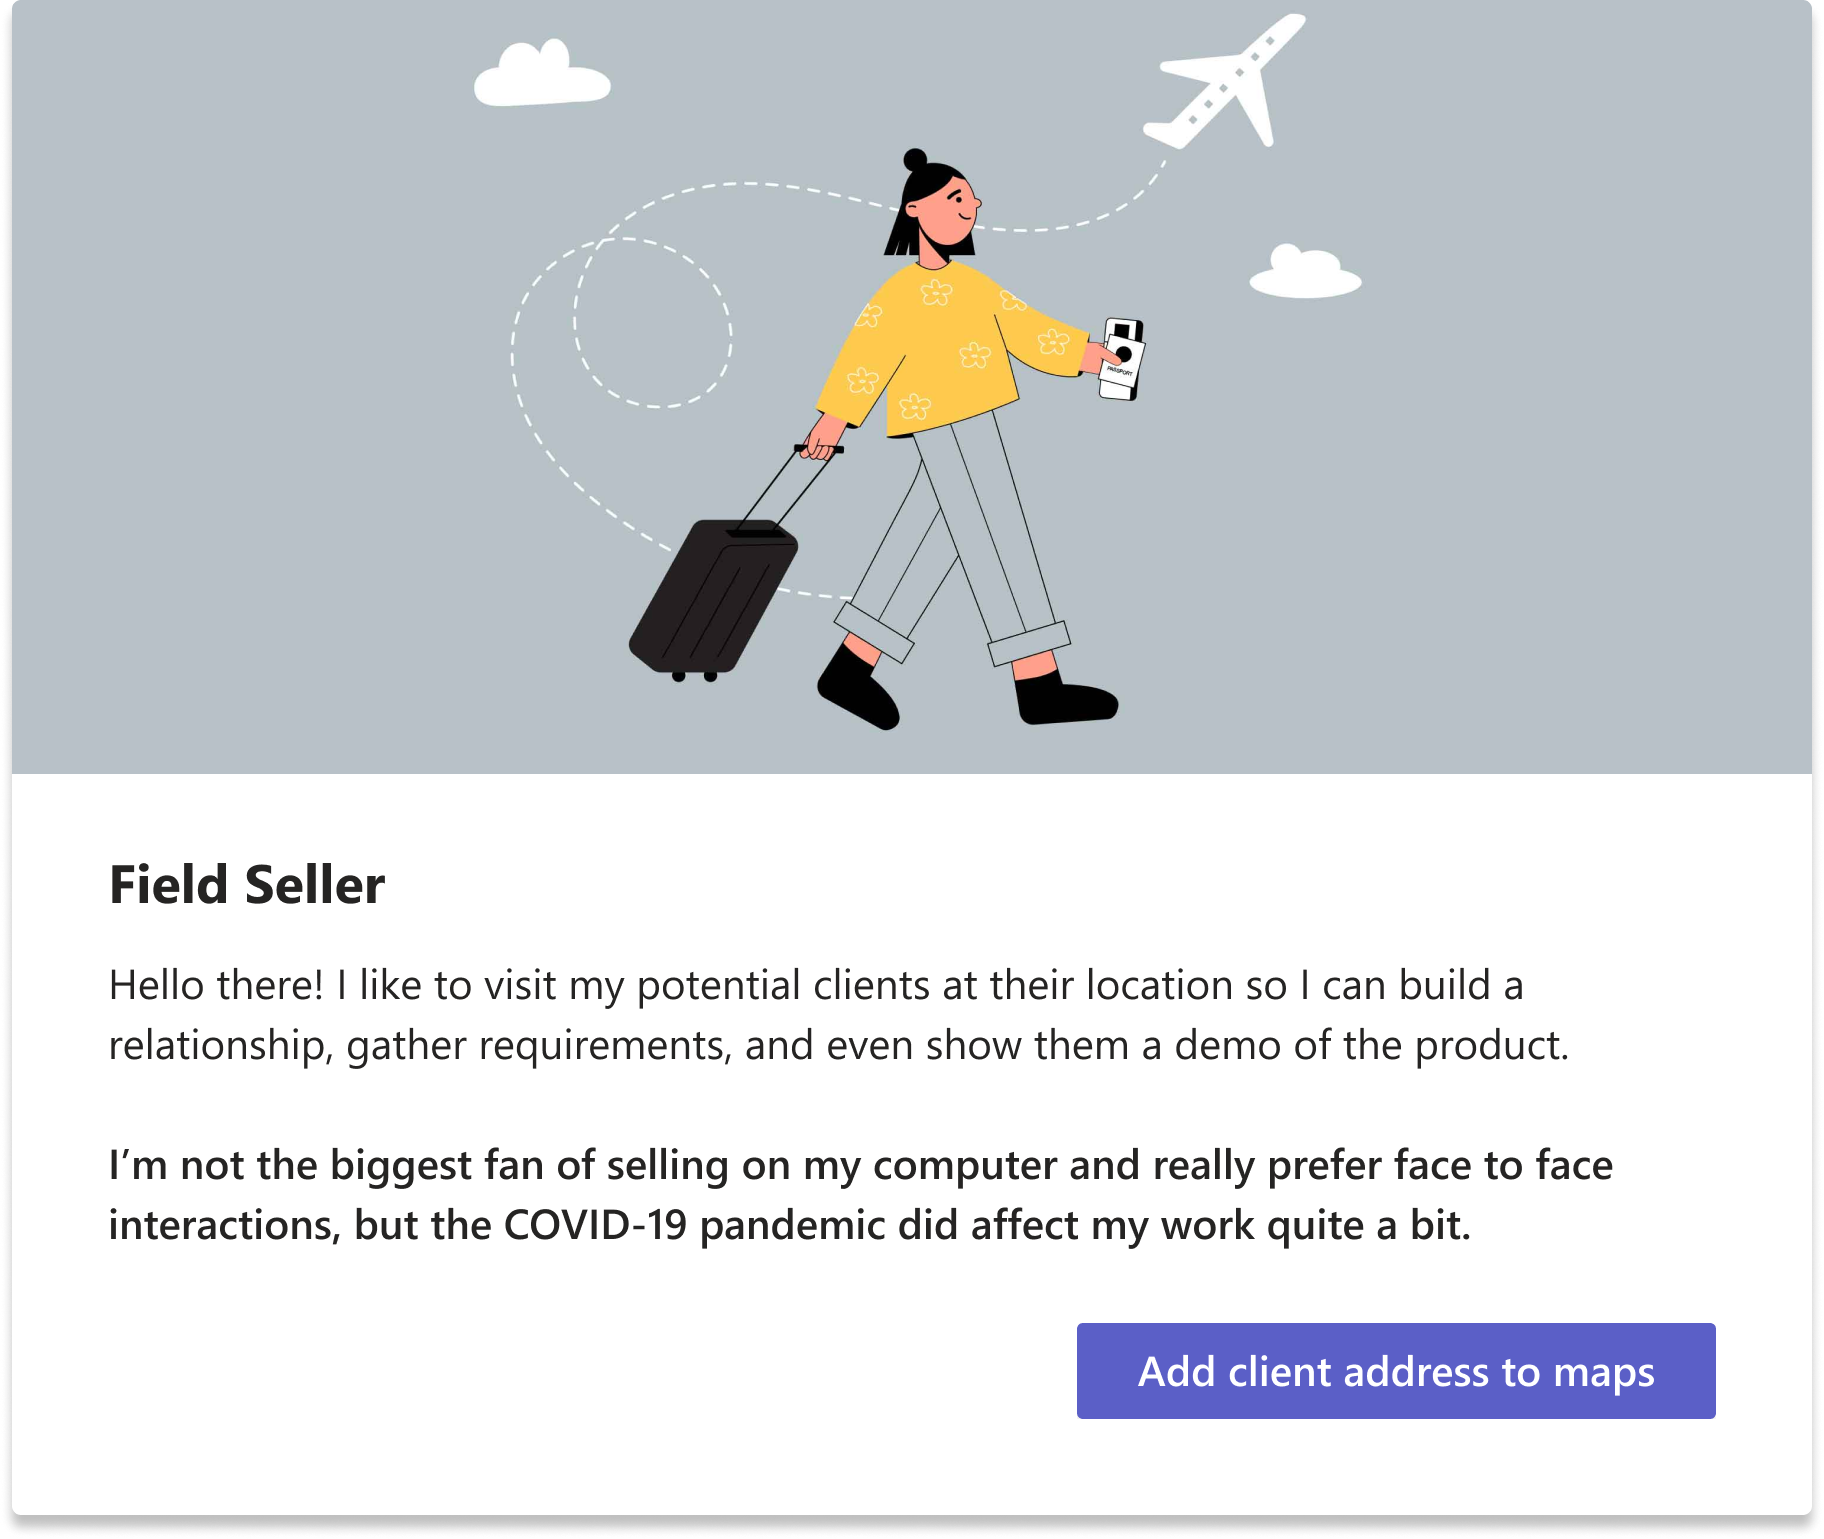 PASSPORT
Field Seller
Hello there! I like to visit my potential clients at their location so I can build a
relationship, gather requirements, and even show them a demo of the product.
I’m not the biggest fan of selling on my computer and really prefer face to face
interactions, but the COVID-19 pandemic did affect my work quite a bit.
Add client address to maps